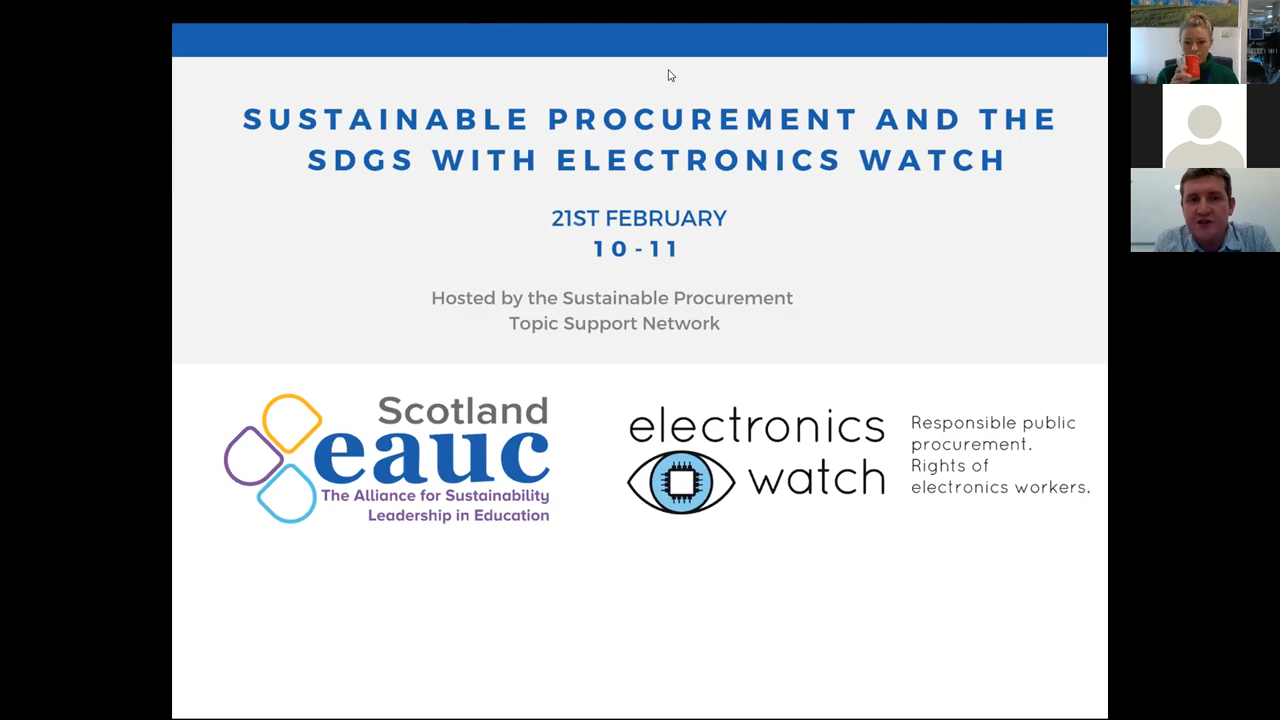 SUSTAINABLE PROCUREMENT AND THE
SDGS WITH ELECTRONICS WATCH
21ST FEBRUARY
10-11
Hosted by the Sustainable Procurement
Topic Support Network
Scotland
eauc
The Alliance for Sustainability
Leadership in Education
electronics
watch
Responsible public
procurement.
Rights of
electronics workers.